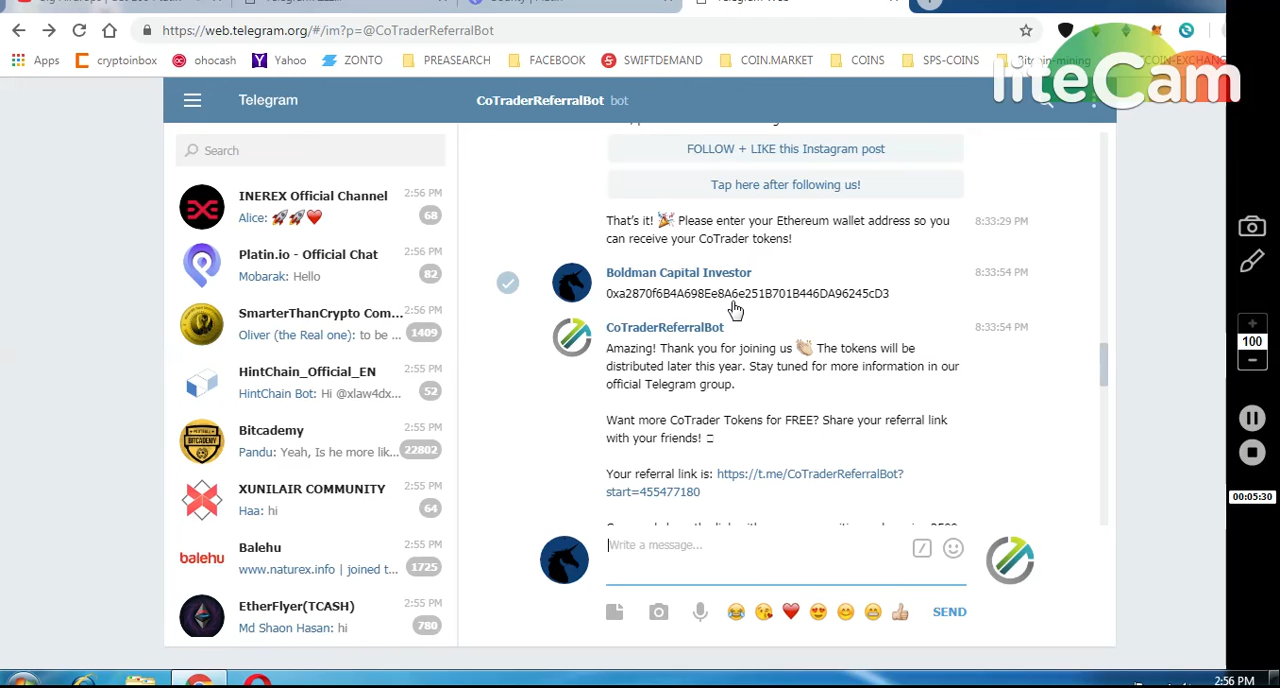 https://web.telegram.org/#/im?p=@CoTraderReferralBot
Apps cryptoinbox ohocash Yahoo ZONTO PREASEARCH FACEBOOK SWIFTDEMAND COIN.MARKET COINS SPS-COINS
liteCam
Telegram
CoTraderReferralBot bot
Search
INEREX Official Channel 2:56 PM
Alice: 🚀🚀❤️ 68
Platin.io - Official Chat 2:56 PM
Mobarak: Hello 82
SmarterThanCrypto Com... 2:56 PM
Oliver (the Real one): to be ... 1409
HintChain_Official_EN 2:55 PM
HintChain Bot: Hi @xlaw4dx... 52
Bitcademy 2:55 PM
Pandu: Yeah, Is he more lik... 22802
XUNILAIR COMMUNITY 2:55 PM
Haa: hi 64
Balehu 2:55 PM
balehu
www.naturex.info | joined t... 1725
EtherFlyer(TCASH) 2:55 PM
Md Shaon Hasan: hi 780
FOLLOW + LIKE this Instagram post
Tap here after following us!
That's it! 🎉 Please enter your Ethereum wallet address so you 8:33:29 PM
can receive your CoTrader tokens!
Boldman Capital Investor 8:33:54 PM
0xa2870f6B4A698Ee8A6e251B701B446DA96245cD3
CoTraderReferralBot 8:33:54 PM
Amazing! Thank you for joining us 👏 The tokens will be
distributed later this year. Stay tuned for more information in our
official Telegram group.
Want more CoTrader Tokens for FREE? Share your referral link
with your friends!
Your referral link is: https://t.me/CoTraderReferralBot?
start=455477180
Write a message...
SEND
100
00:05:30
2:56 PM